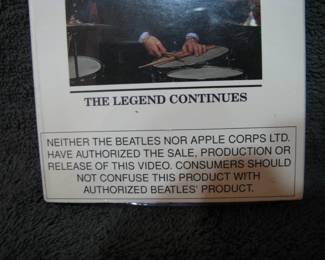 THE LEGEND CONTINUES
NEITHER THE BEATLES NOR APPLE CORPS LTD.
HAVE AUTHORIZED THE SALE, PRODUCTION OR
RELEASE OF THIS VIDEO. CONSUMERS SHOULD
NOT CONFUSE THIS PRODUCT WITH
AUTHORIZED BEATLES' PRODUCT.